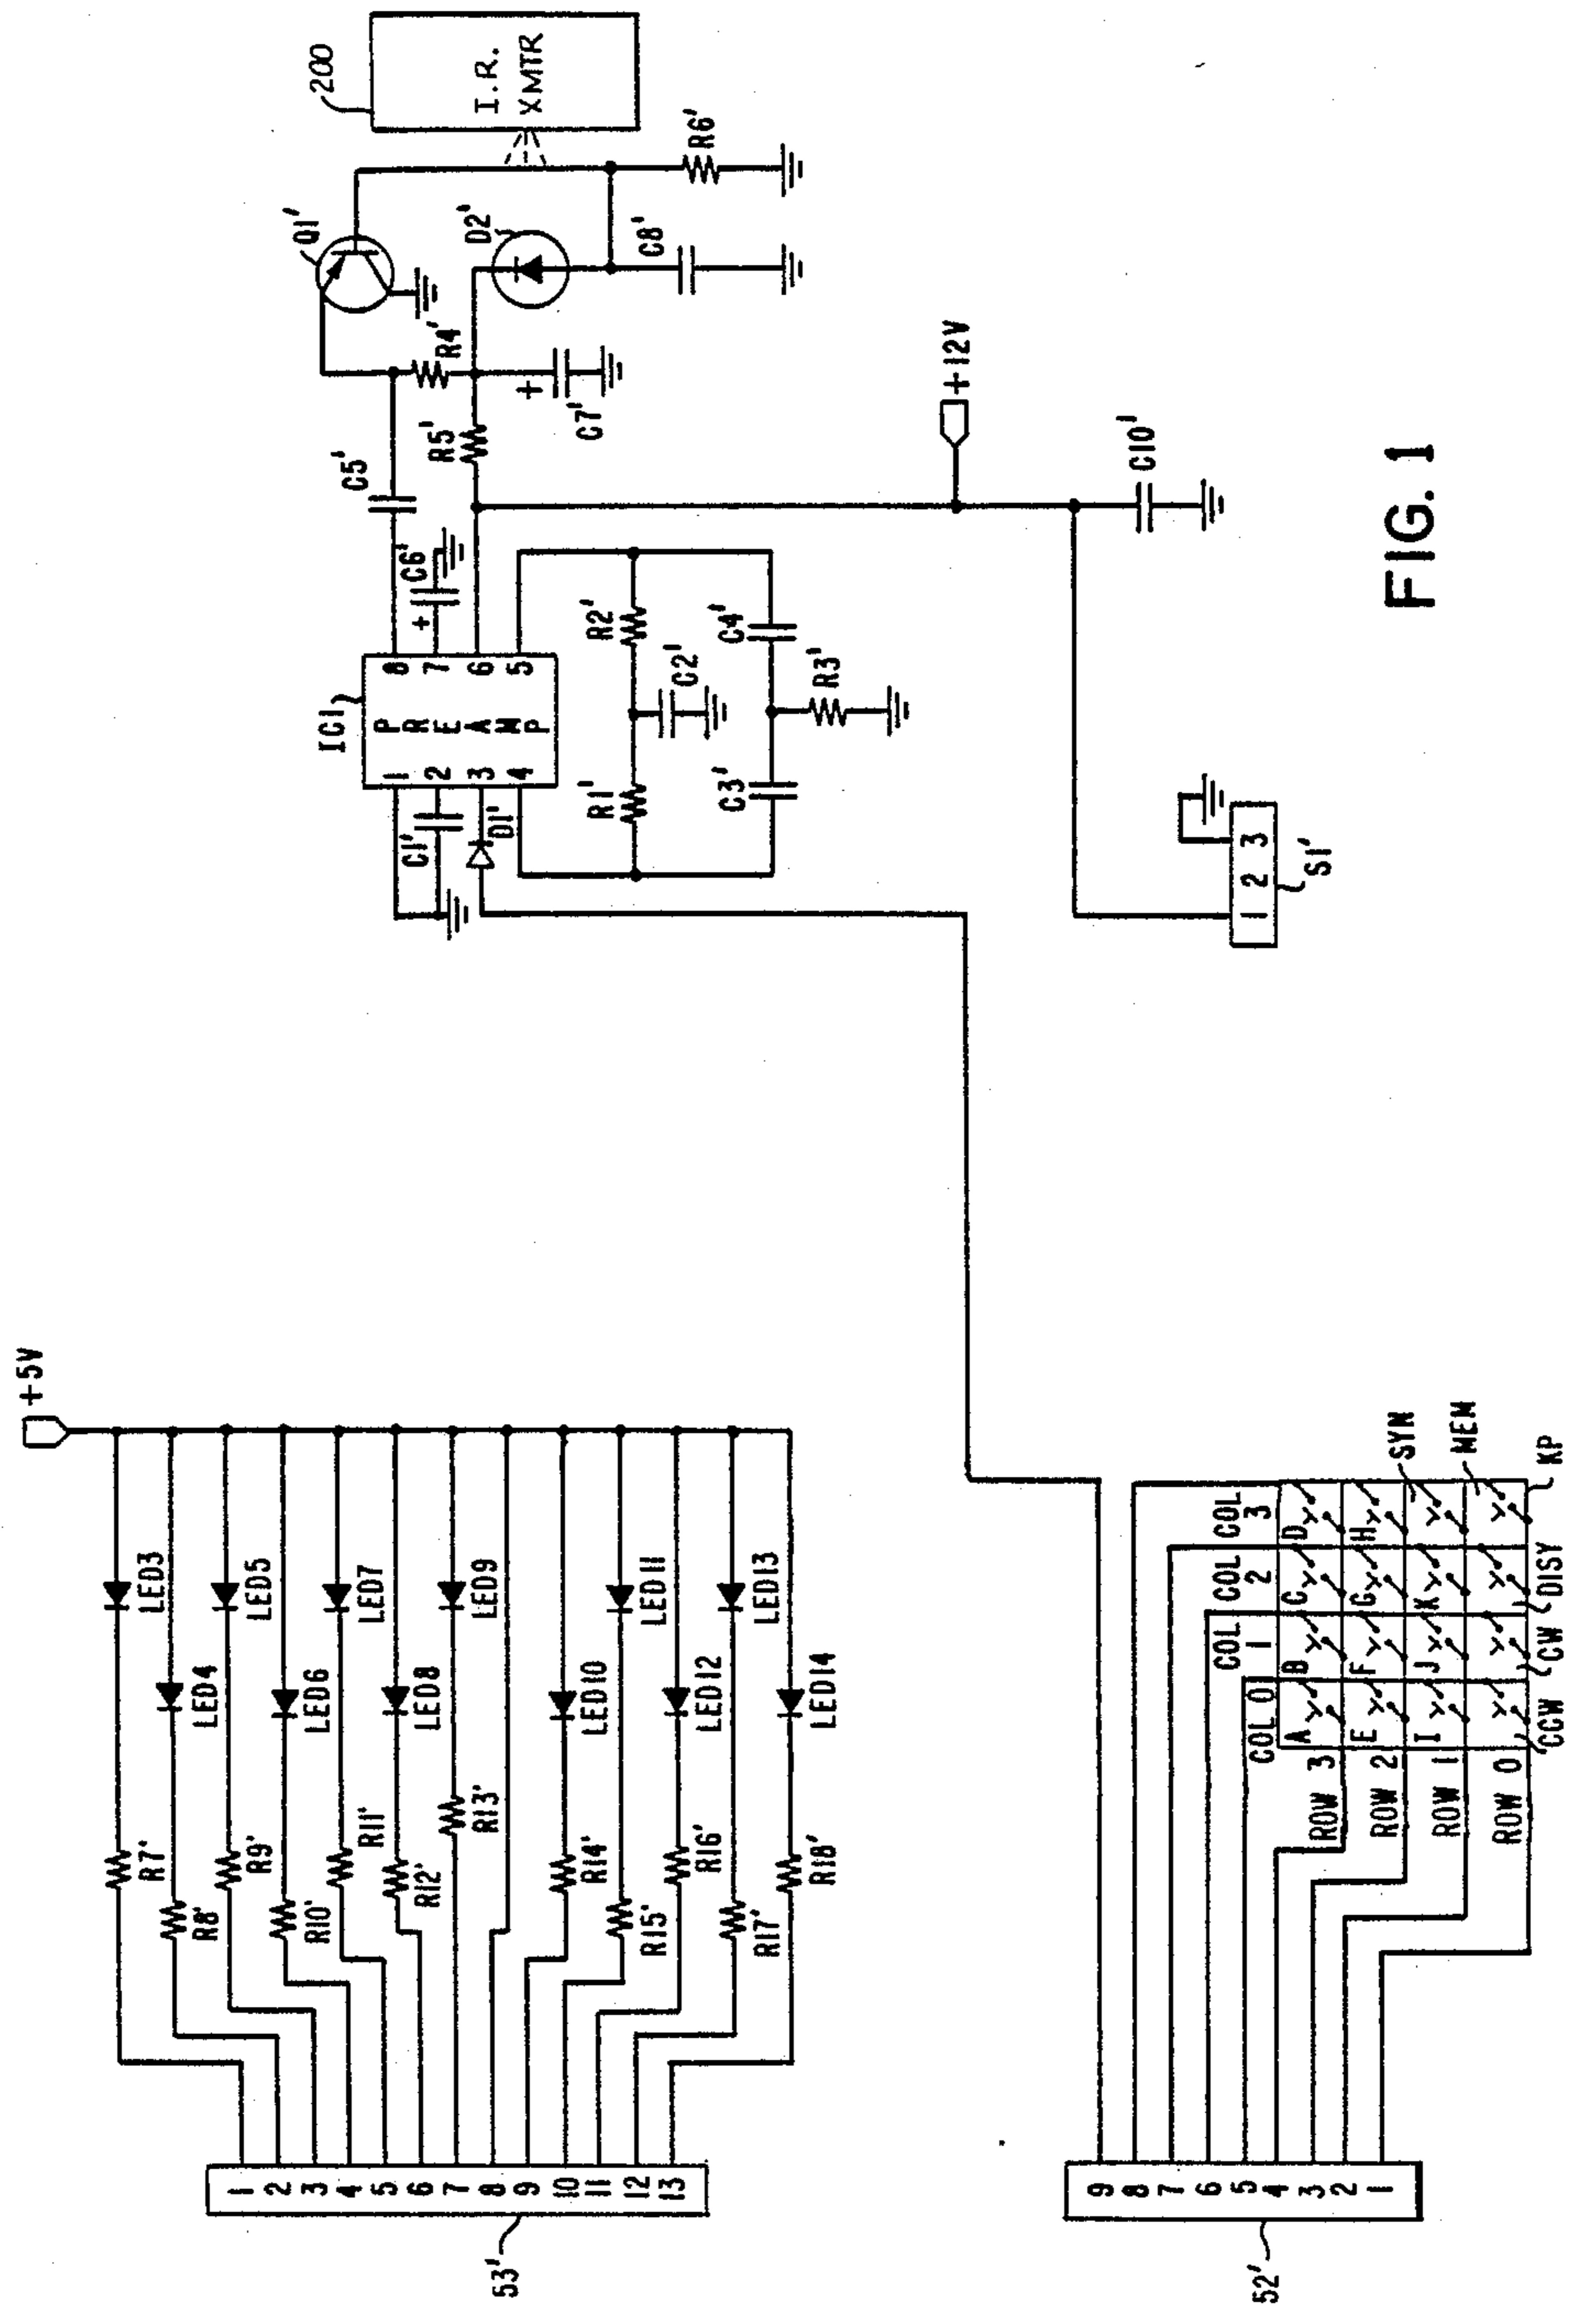 200
I.R.
XMTR
Q1'
D2'
R6'
C8'
R4'
+
C7'
R5'
C5'
+12V
C10'
C6'
+
IC1
8
7
6
5
P
R
E
A
M
P
1
2
3
4
C1'
D1'
R2'
C2'
R1'
C4'
R3'
C3'
1 2 3
S1'
FIG. 1
+5V
LED3
LED4
LED5
LED6
LED7
LED8
LED9
LED10
LED11
LED12
LED13
LED14
R7'
R8'
R9'
R10'
R11'
R12'
R13'
R14'
R15'
R16'
R17'
R18'
1
2
3
4
5
6
7
8
9
10
11
12
13
53'
COL 0
COL 1
COL 2
COL 3
A B C D
E F G H
I J K
ROW 3
ROW 2
ROW 1
ROW 0
SYN
MEM
KP
CCW
CW
DISY
9
8
7
6
5
4
3
2
1
52'